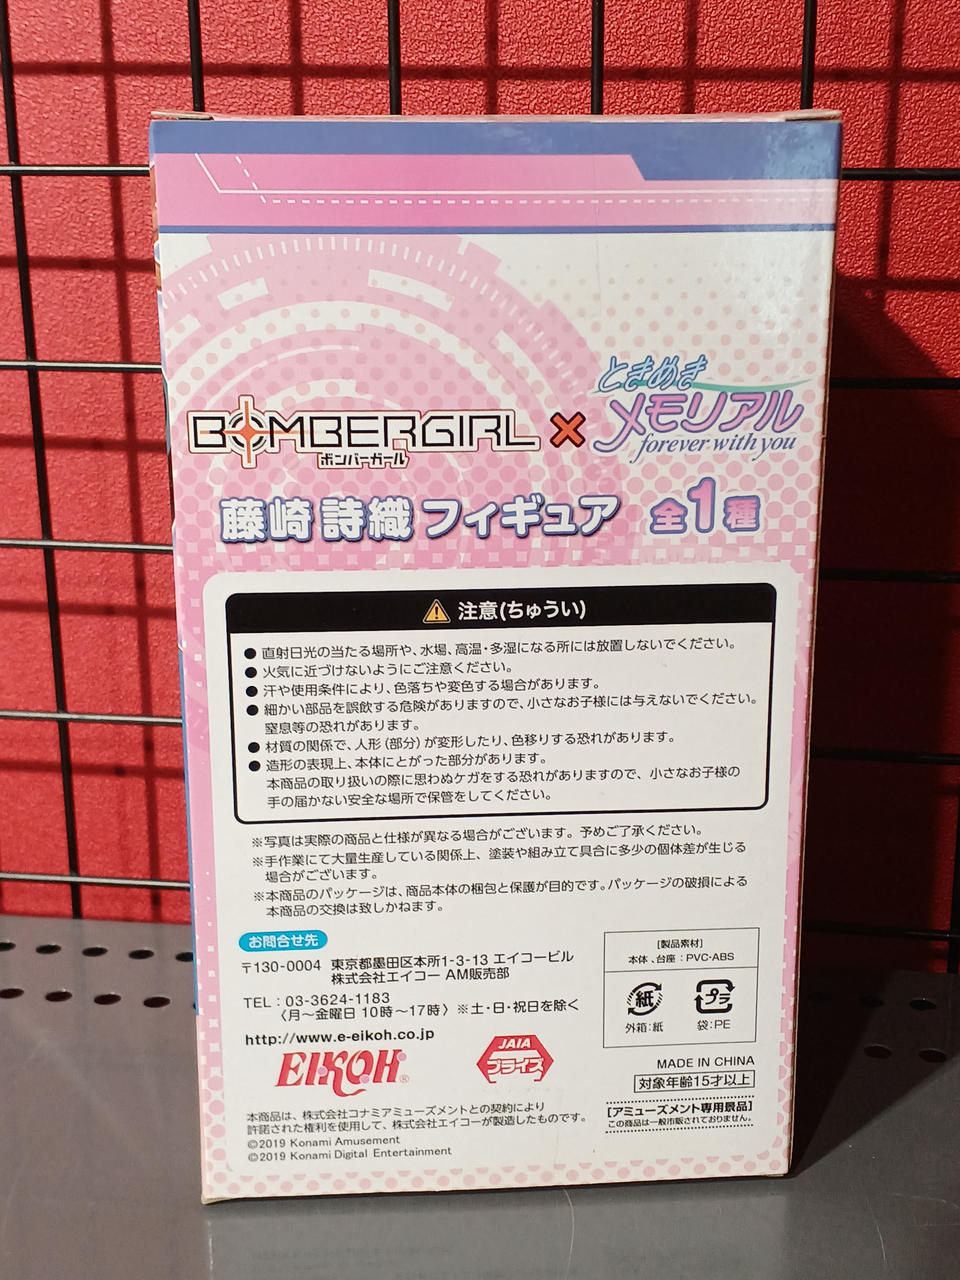 BOMBERGIRL
ボンバーガール
×
ときめき
メモリアル
forever with you
藤崎 詩織 フィギュア 全1種
注意(ちゅうい)
●直射日光の当たる場所や、水場、高温・多湿になる所には放置しないでください。
●火気に近づけないようにご注意ください。
●汗や使用条件により、色落ちや変色する場合があります。
●細かい部品を誤飲する危険がありますので、小さなお子様には与えないでください。
窒息等の恐れがあります。
●材質の関係で、人形(部分)が変形したり、色移りする恐れがあります。
●造形の表現上、本体にとがった部分があります。
本商品の取り扱いの際に思わぬケガをする恐れがありますので、小さなお子様の
手の届かない安全な場所で保管をしてください。
※写真は実際の商品と仕様が異なる場合がございます。予めご了承ください。
※手作業にて大量生産している関係上、塗装や組み立て具合に多少の個体差が生じる
場合がございます。
※本商品のパッケージは、商品本体の梱包と保護が目的です。パッケージの破損による
本商品の交換は致しかねます。
お問合せ先
〒130-0004 東京都墨田区本所1-3-13 エイコービル
株式会社エイコー AM販売部
TEL:03-3624-1183
〈月〜金曜日 10時〜17時〉※土・日・祝日を除く
http://www.e-eikoh.co.jp
EIKOH®
JAIA
プライズ
[製品素材]
本体、台座:PVC・ABS
紙
プラ
外箱:紙
袋:PE
MADE IN CHINA
対象年齢15才以上
[アミューズメント専用景品]
この商品は一般市販されておりません。
本商品は、株式会社コナミアミューズメントとの契約により
許諾された権利を使用して、株式会社エイコーが製造したものです。
©2019 Konami Amusement
©2019 Konami Digital Entertainment